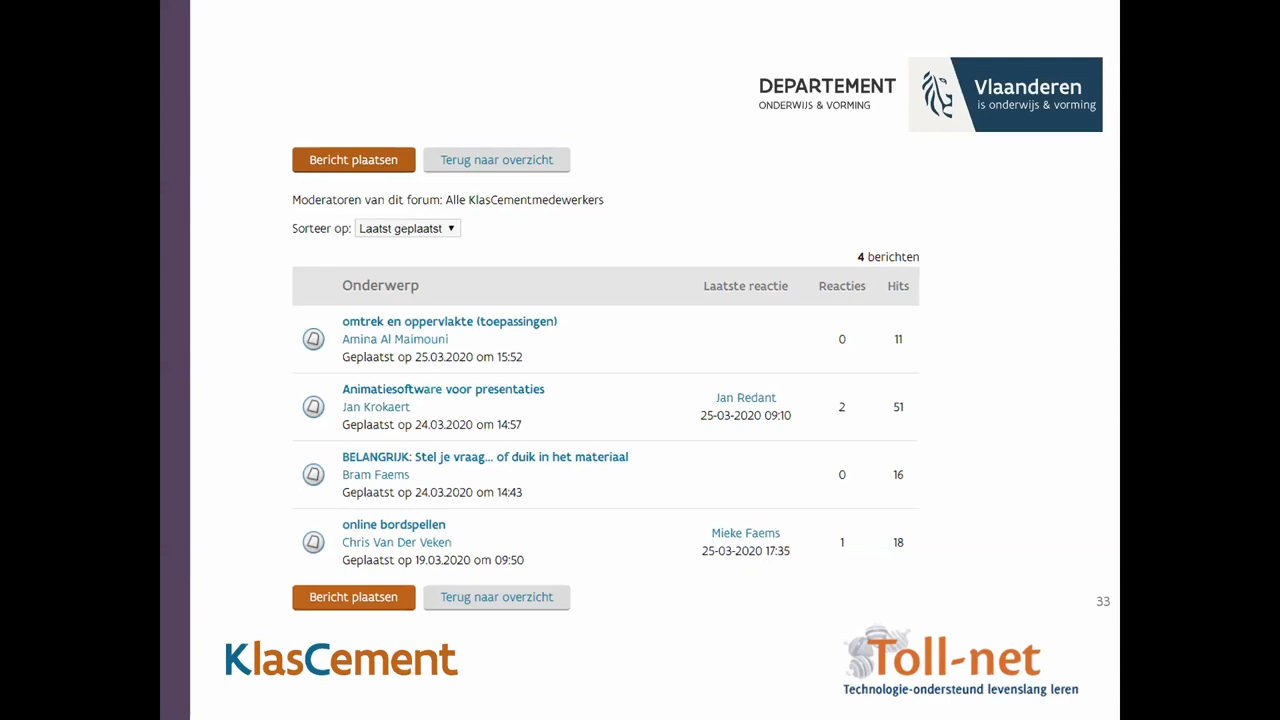 DEPARTEMENT
ONDERWIJS & VORMING
Vlaanderen
is onderwijs & vorming
Bericht plaatsen
Terug naar overzicht
Moderatoren van dit forum: Alle KlasCementmedewerkers
Sorteer op: Laatst geplaatst
4 berichten
Onderwerp Laatste reactie Reacties Hits
omtrek en oppervlakte (toepassingen)
Amina Al Maimouni 0 11
Geplaatst op 25.03.2020 om 15:52
Animatiesoftware voor presentaties
Jan Redant
Jan Krokaert 2 51
25-03-2020 09:10
Geplaatst op 24.03.2020 om 14:57
BELANGRIJK: Stel je vraag... of duik in het materiaal
Bram Faems 0 16
Geplaatst op 24.03.2020 om 14:43
online bordspellen
Mieke Faems
Chris Van Der Veken 1 18
25-03-2020 17:35
Geplaatst op 19.03.2020 om 09:50
Bericht plaatsen
Terug naar overzicht
33
KlasCement
Toll-net
Technologie-ondersteund levenslang leren